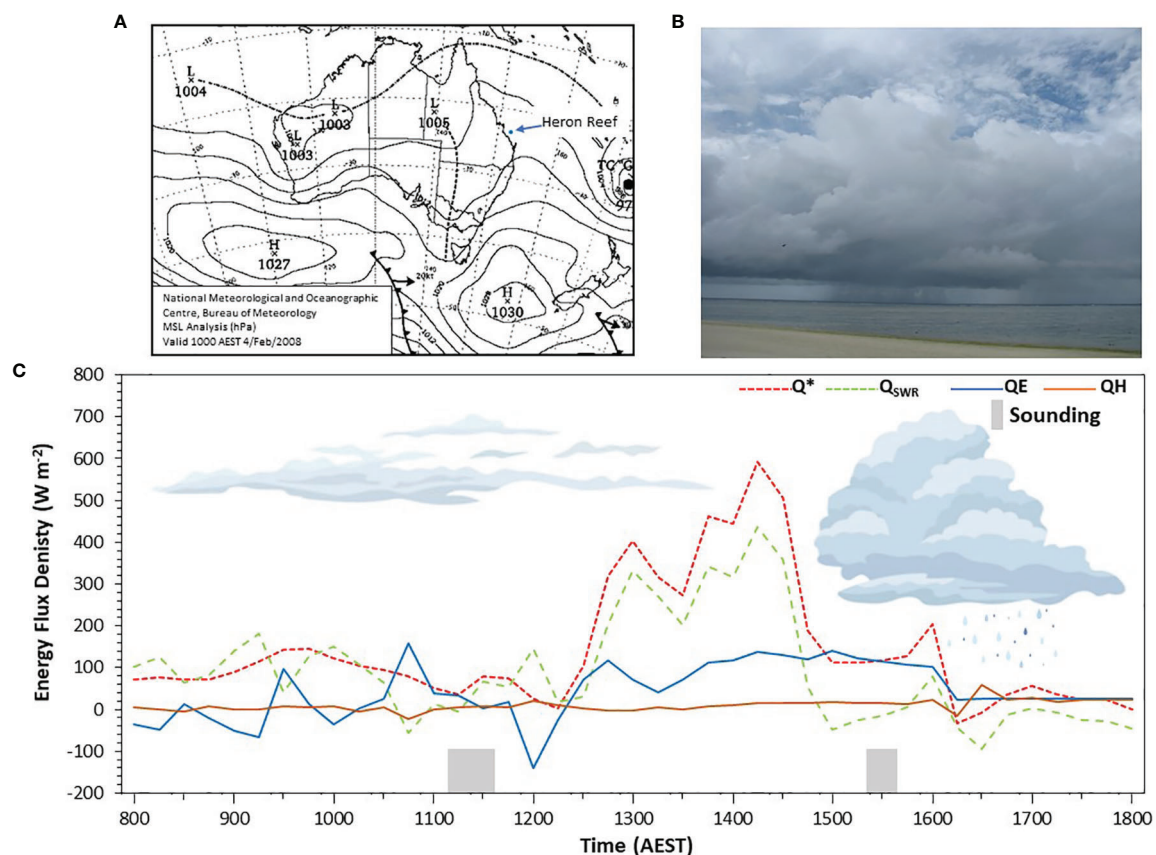 A
B
L
1004
L
1003
L
1003
L
1005
Heron Reef
TC "G
97
H
1027
20kt
H
1030
1012
National Meteorological and Oceanographic
Centre, Bureau of Meteorology
MSL Analysis (hPa)
Valid 1000 AEST 4/Feb/2008
C
Q* QSWR QE QH
Sounding
Energy Flux Denisty (W m-2)
800
700
600
500
400
300
200
100
0
-100
-200
800 900 1000 1100 1200 1300 1400 1500 1600 1700 1800
Time (AEST)